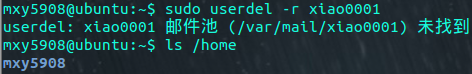 mxy5908@ubuntu:~$ sudo userdel -r xiao0001
userdel: xiao0001 邮件池 (/var/mail/xiao0001) 未找到
mxy5908@ubuntu:~$ ls /home
mxy5908